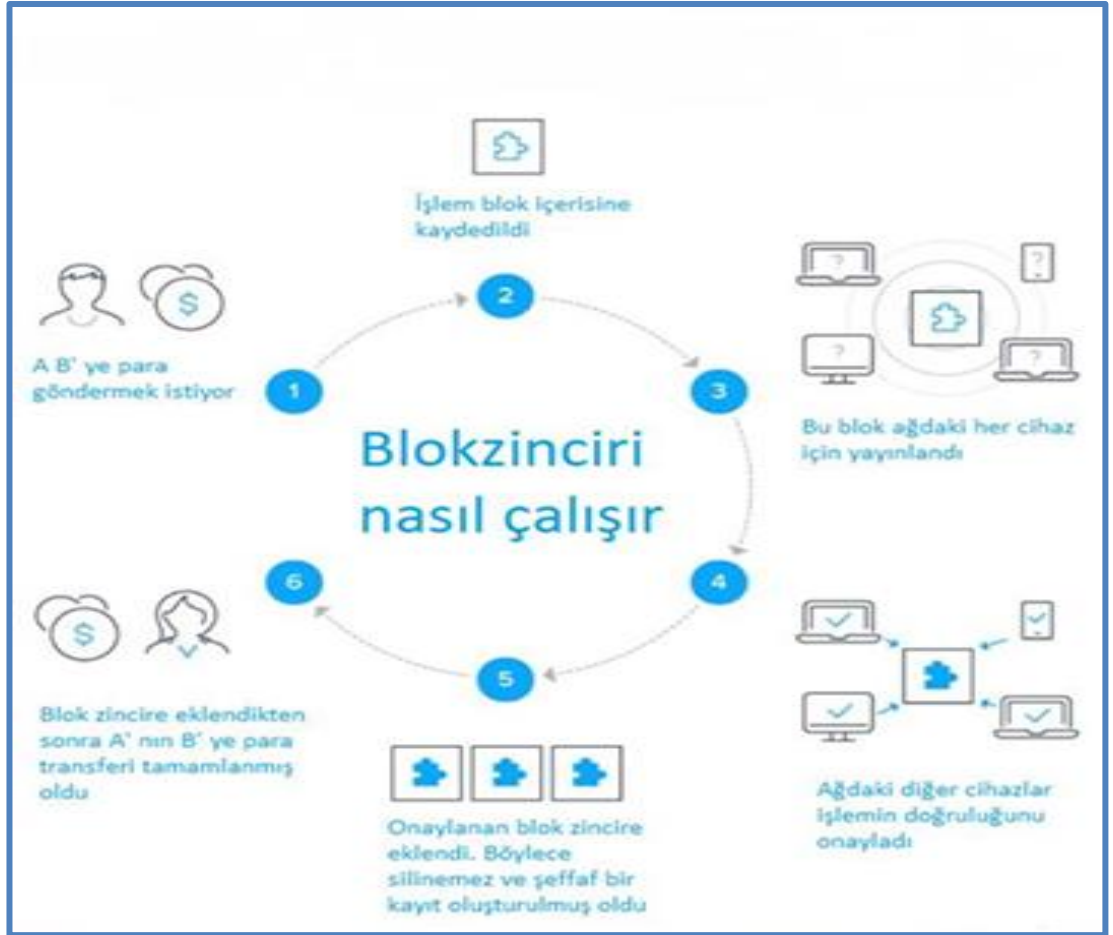 İşlem blok içerisine
kaydedildi
2
$
A B' ye para
göndermek istiyor
1
?
?
?
?
3
Bu blok ağdaki her cihaz
için yayınlandı
Blokzinciri
nasıl çalışır
4
Ağdaki diğer cihazlar
işlemin doğruluğunu
onayladı
5
Onaylanan blok zincire
eklendi. Böylece
silinemez ve şeffaf bir
kayıt oluşturulmuş oldu
6
$
Blok zincire eklendikten
sonra A' nın B' ye para
transferi tamamlanmış
oldu